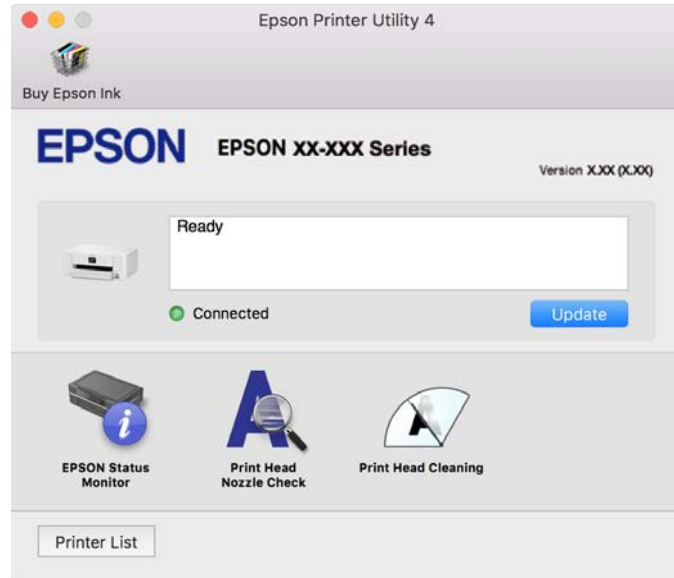 Epson Printer Utility 4
Buy Epson Ink
EPSON
EPSON XX-XXX Series
Version X.XX (X.XX)
Ready
Connected
Update
EPSON Status
Monitor
Print Head
Nozzle Check
Print Head Cleaning
Printer List